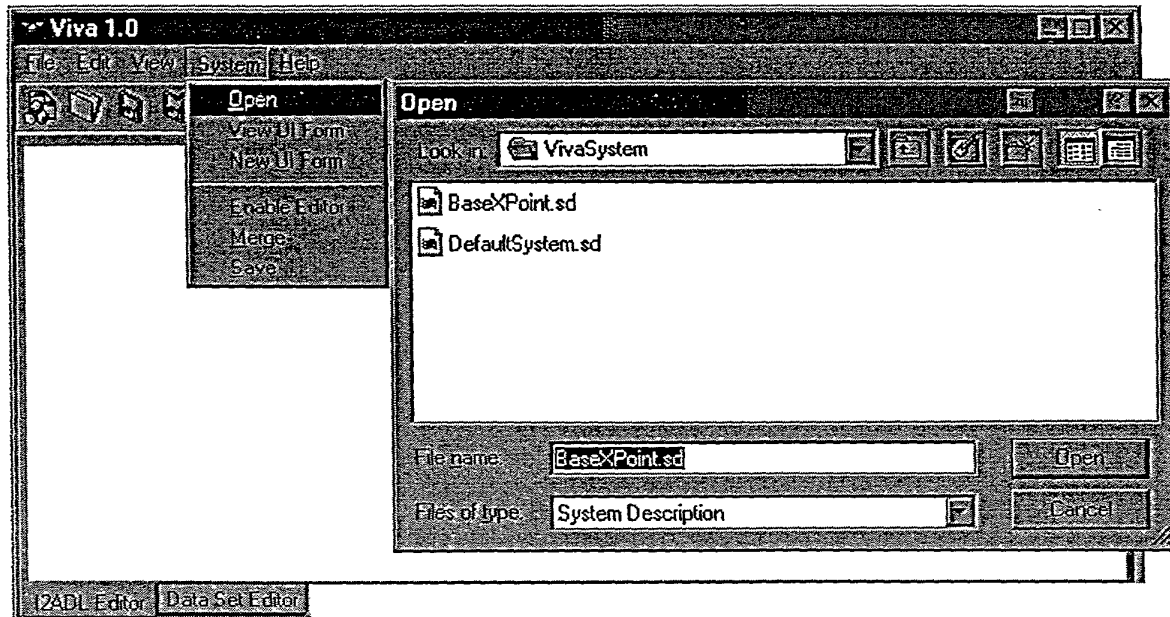 Viva 1.0
File Edit View System Help
Open
View UI Form
New UI Form
Enable Editor
Merge
Save
Open
Look in: VivaSystem
BaseXPoint.sd
DefaultSystem.sd
File name: BaseXPoint.sd Open
Files of type: System Description Cancel
I2ADL Editor Data Set Editor